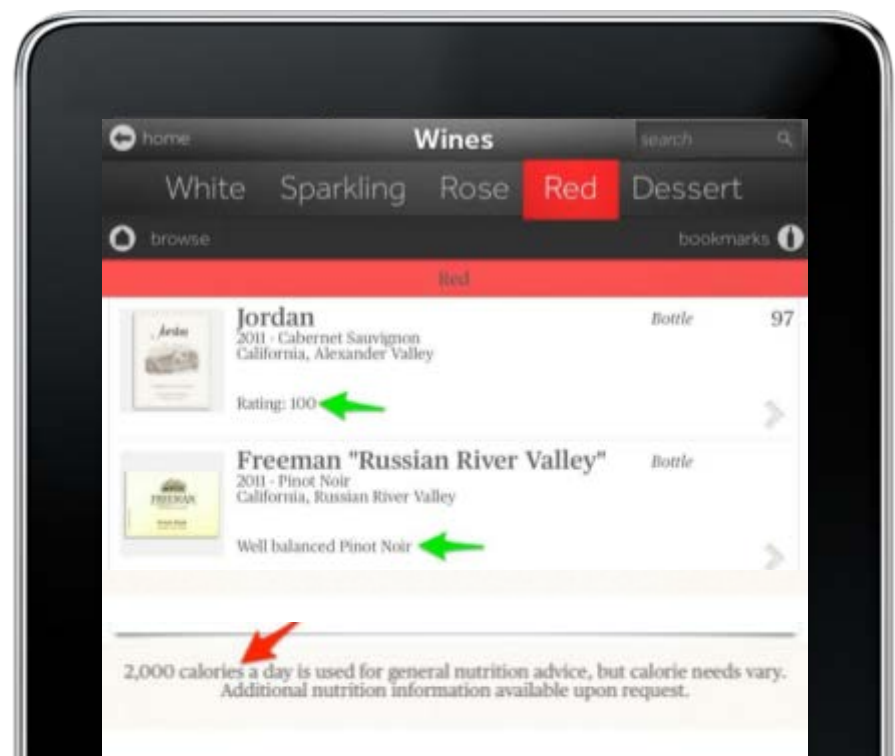 home Wines search
White Sparkling Rose Red Dessert
browse bookmarks
Red
Jordan Bottle 97
2011 - Cabernet Sauvignon
California, Alexander Valley
Jordan
Rating: 100
Freeman "Russian River Valley" Bottle
2011 - Pinot Noir
California, Russian River Valley
FREEMAN
Well balanced Pinot Noir
2,000 calories a day is used for general nutrition advice, but calorie needs vary.
Additional nutrition information available upon request.